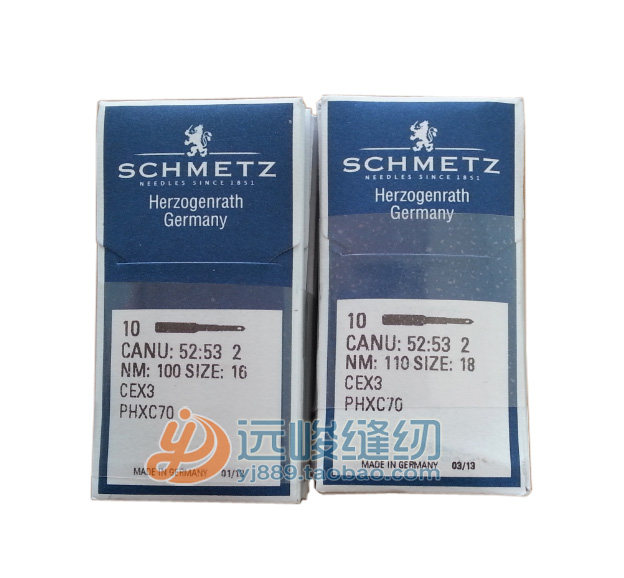 SCHMETZ
NEEDLES SINCE 1851
Herzogenrath
Germany
10
CANU: 52:53 2
NM: 100 SIZE: 16
CEX3
PHXC70
MADE IN GERMANY
SCHMETZ
NEEDLES SINCE 1851
Herzogenrath
Germany
10
CANU: 52:53 2
NM: 110 SIZE: 18
CEX3
PHXC70
MADE IN GERMANY 03/13
远峻缝纫
yj889.taobao.com